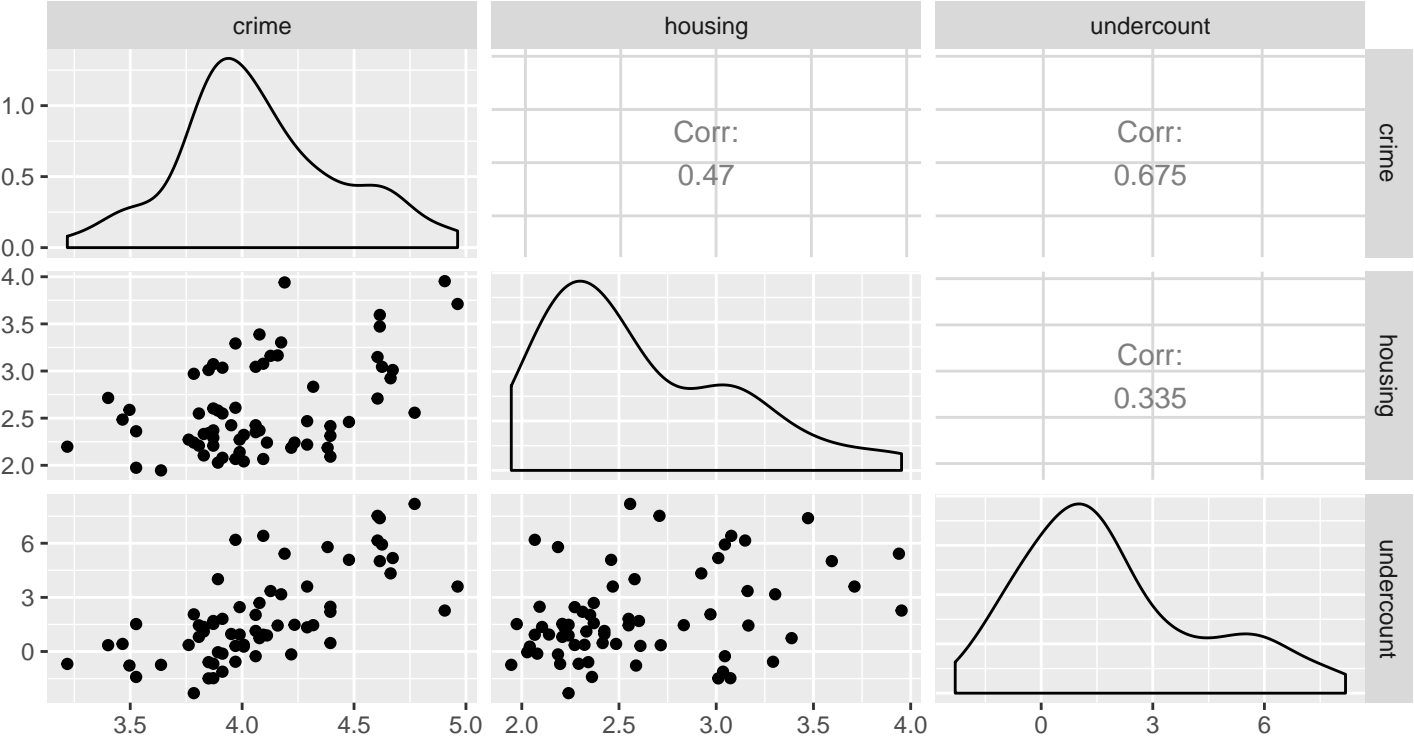 crime housing undercount
1.0
0.5
0.0
Corr:
0.47
Corr:
0.675
crime
4.0
3.5
3.0
2.5
2.0
Corr:
0.335
housing
6
3
0
undercount
3.5 4.0 4.5 5.0 2.0 2.5 3.0 3.5 4.0 0 3 6